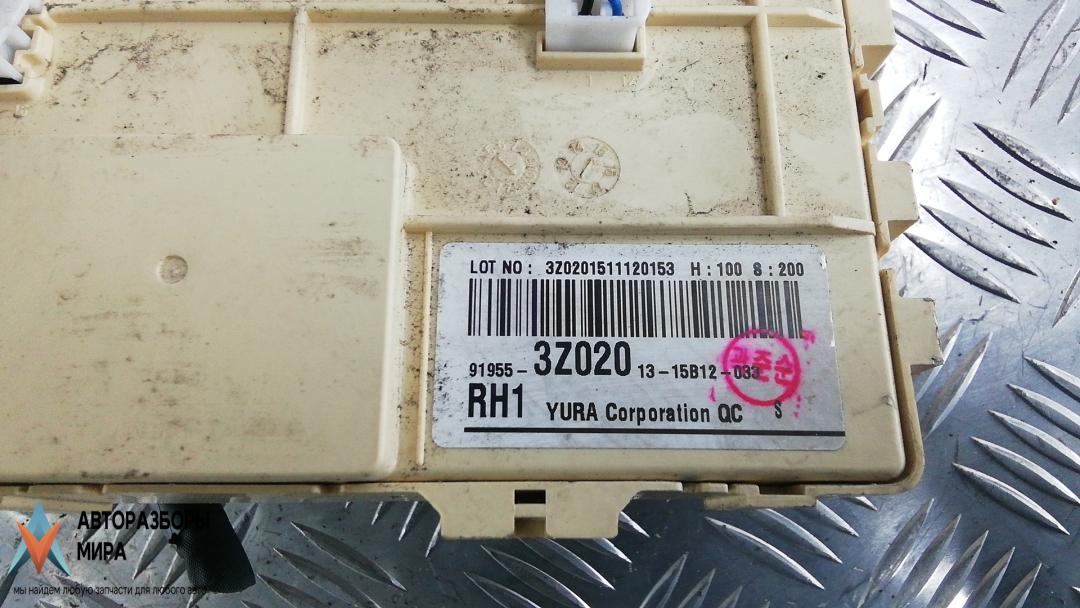 LOT NO : 3Z0201511120153 H : 100 8 : 200
91955 - 3Z020 13-15B12-033
RH1 YURA Corporation QC S
АВТОРАЗБОРЫ
МИРА
мы найдем любую запчасти для любого авто